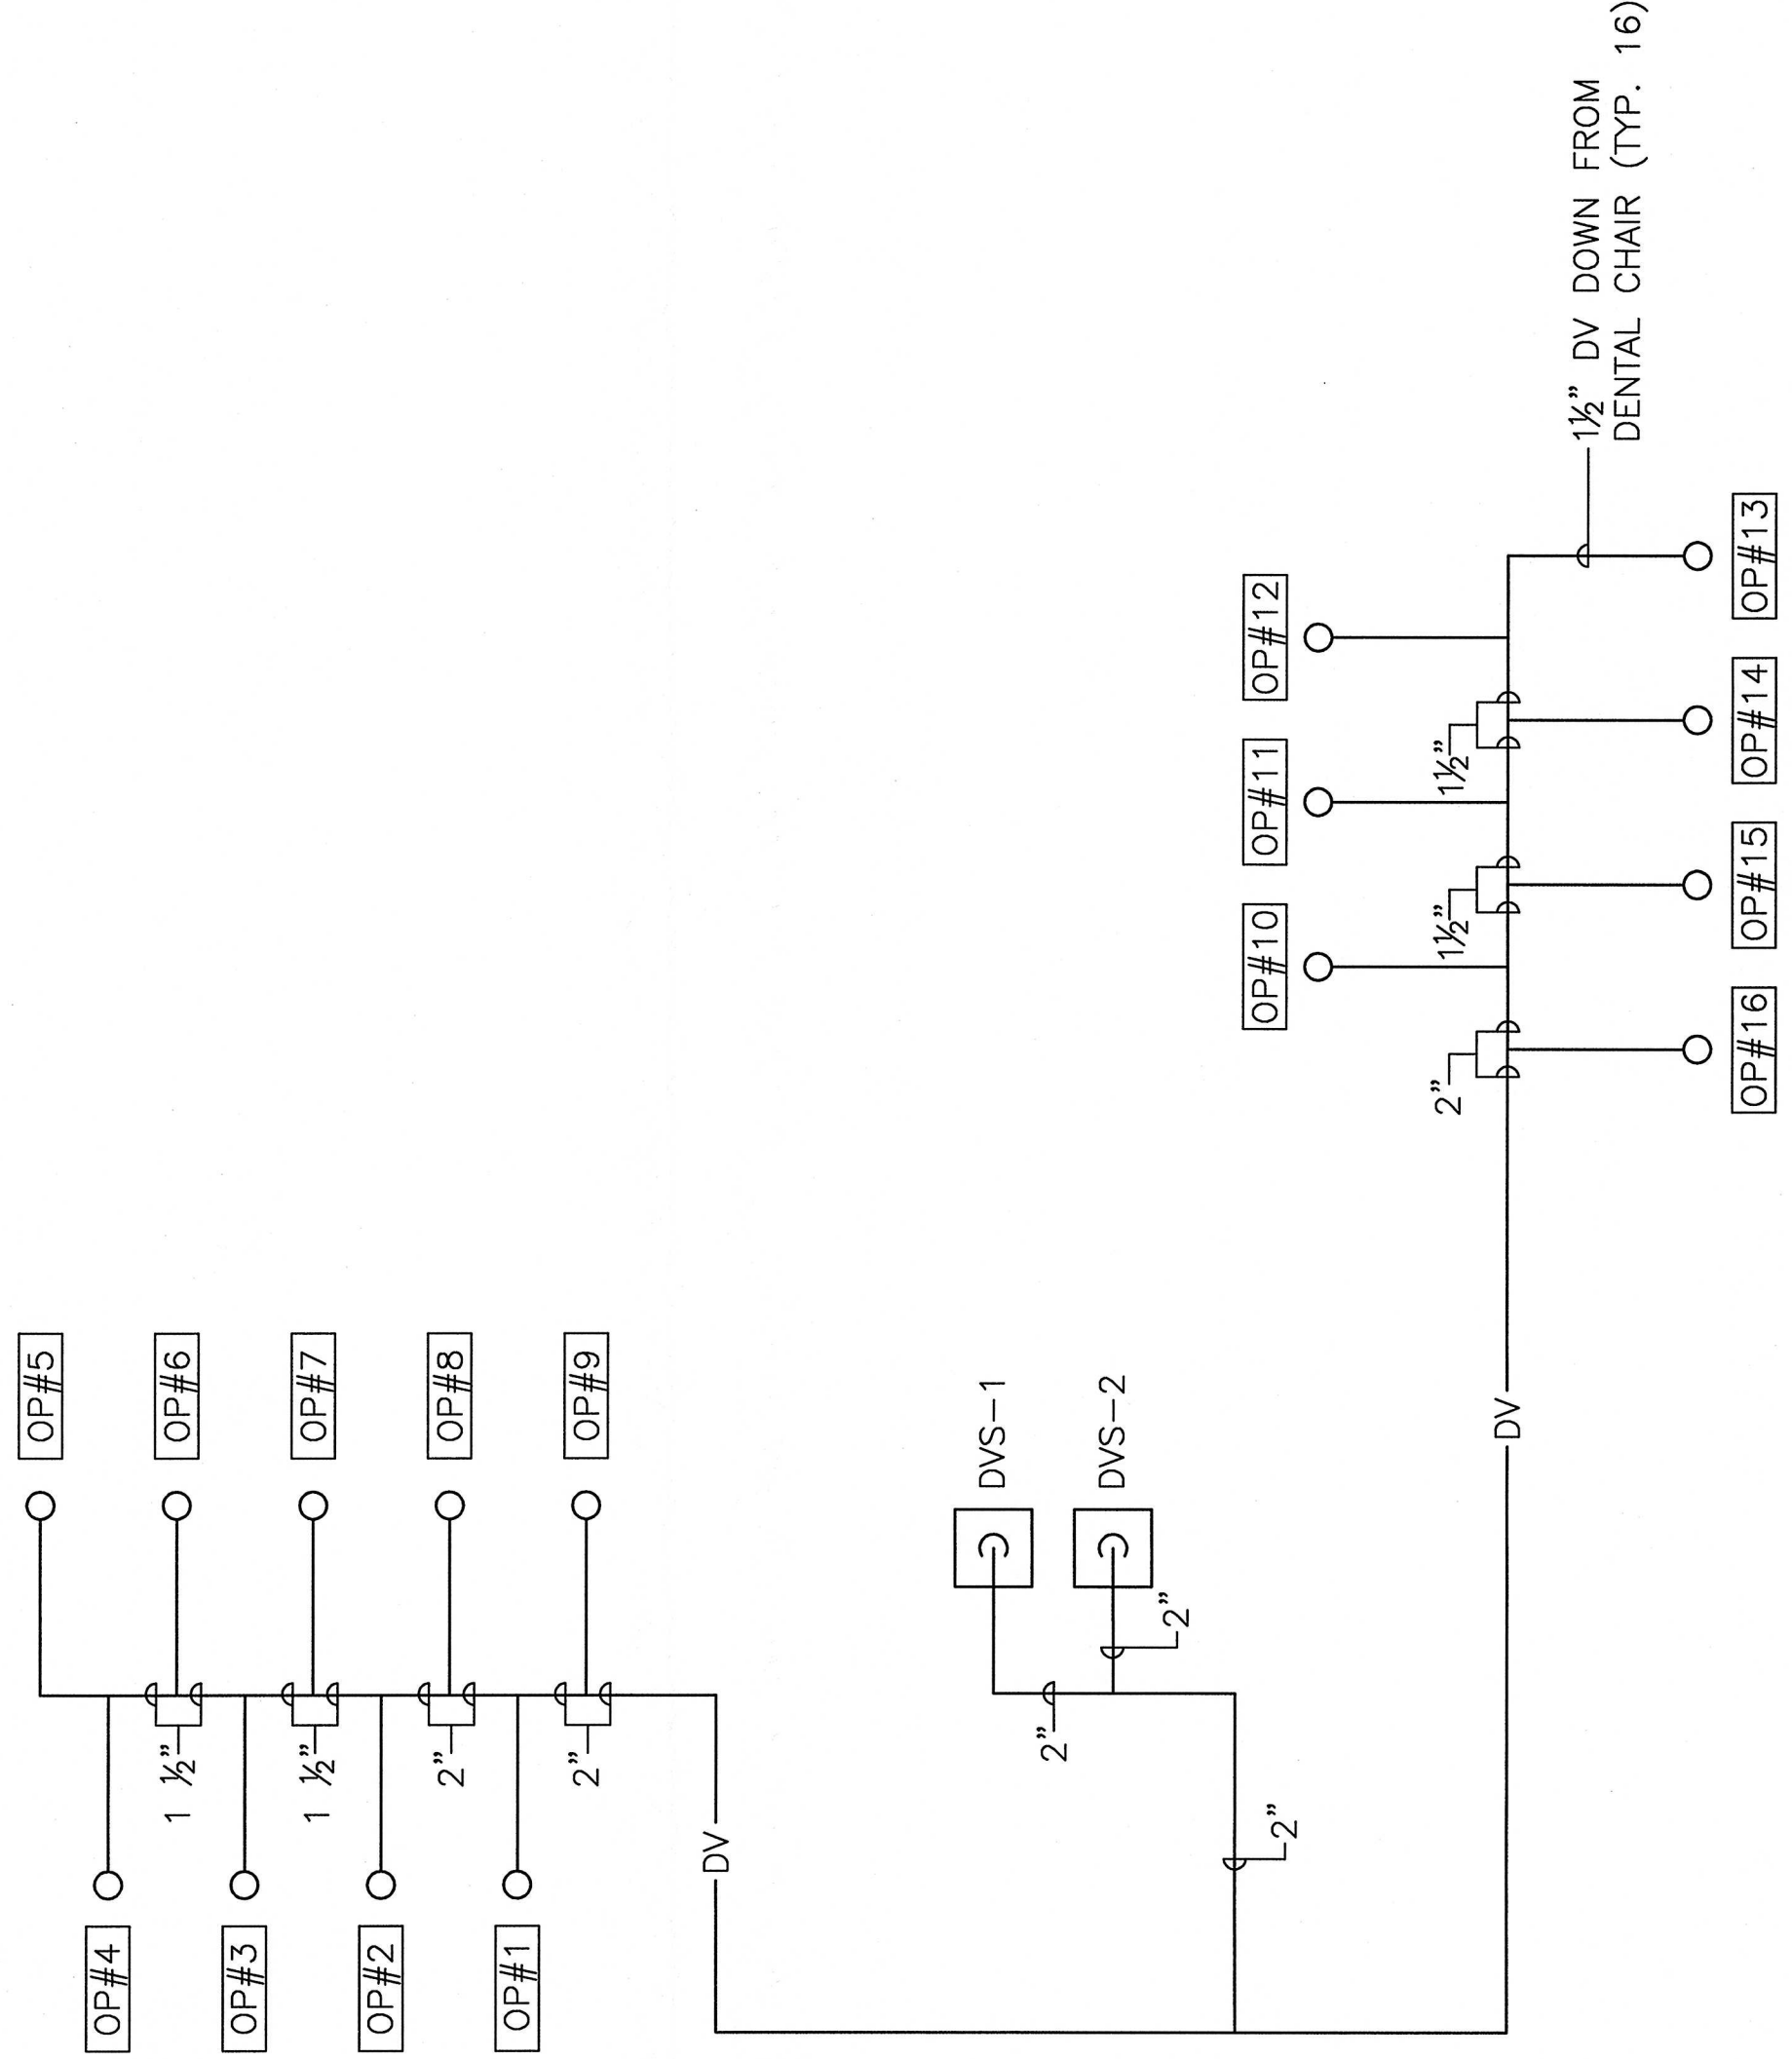 OP#5
OP#6
OP#7
OP#8
OP#9
OP#4
OP#3
OP#2
OP#1
1 ½"
1 ½"
2"
2"
DV
DVS-1
DVS-2
2"
2"
2"
DV
OP#10
OP#11
OP#12
2"
1½"
1½"
OP#16
OP#15
OP#14
OP#13
1½" DV DOWN FROM
DENTAL CHAIR (TYP. 16)